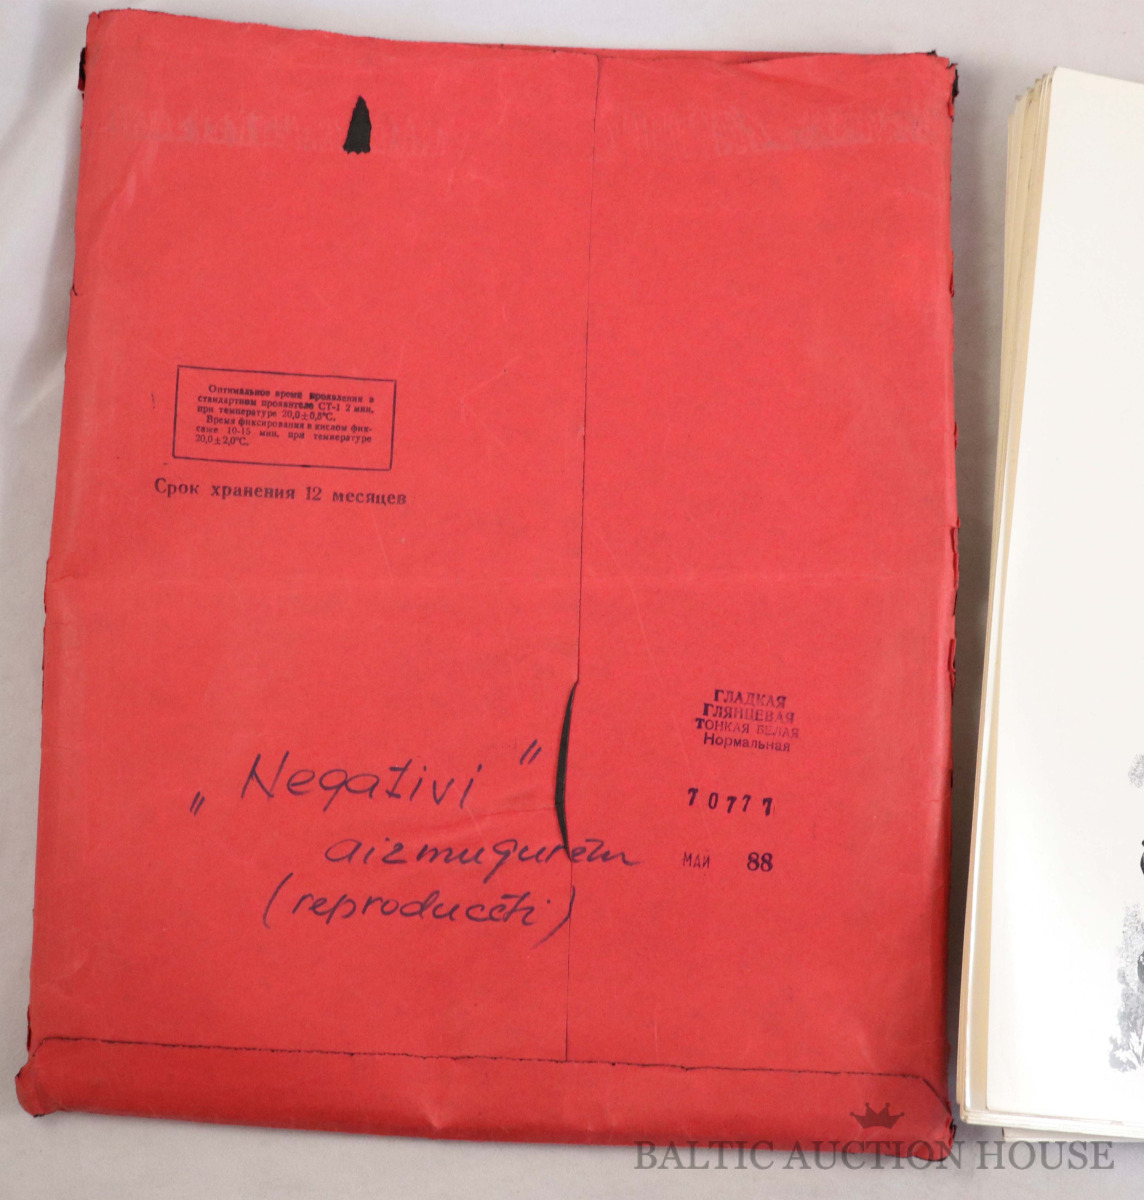 Оптимальное время проявления в
стандартном проявителе СТ-1 2 мин.
при температуре 20,0±0,5°С.
Время фиксирования в кислом фик-
саже 10-15 мин. при температуре
20,0±2,0°С.
Срок хранения 12 месяцев
ГЛАДКАЯ
ГЛЯНЦЕВАЯ
ТОНКАЯ БЕЛАЯ
Нормальная
70777
МАЙ 88
„Negativi"
aizmugurēm
(reproducēti)
BALTIC AUCTION HOUSE